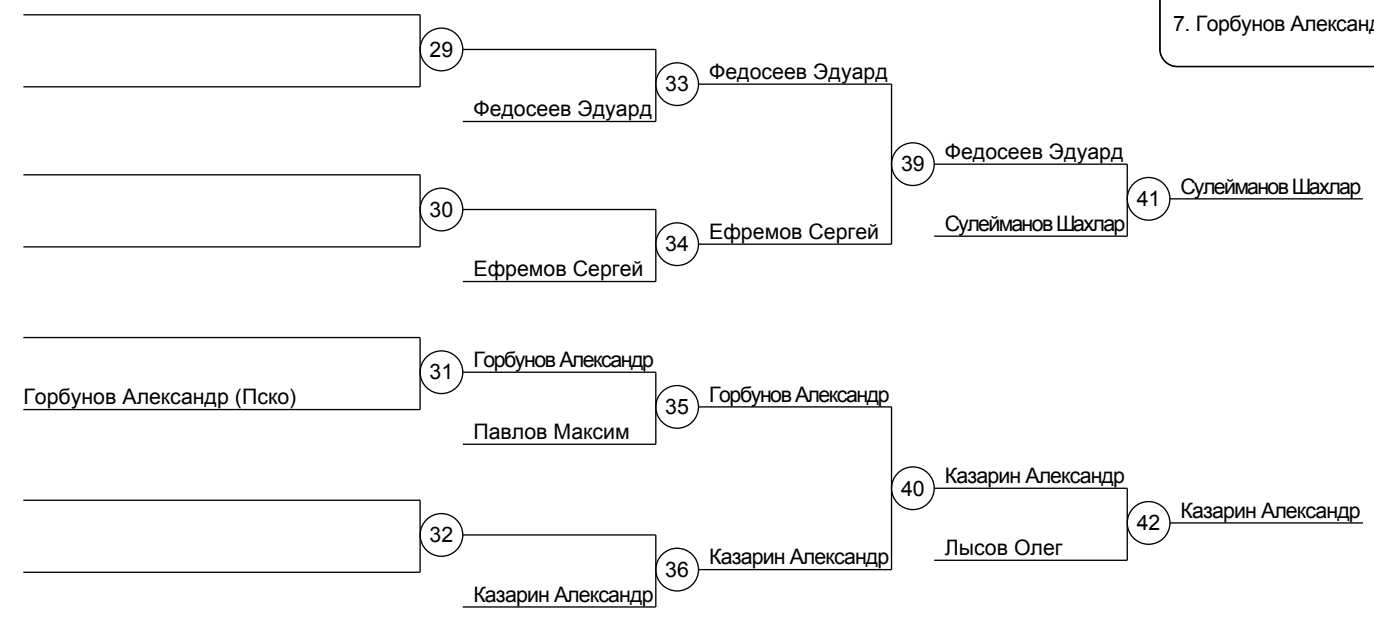 7. Горбунов Александ
29
33
Федосеев Эдуард
Федосеев Эдуард
39
Федосеев Эдуард
41
Сулейманов Шахлар
30
34
Ефремов Сергей
Сулейманов Шахлар
Ефремов Сергей
31
Горбунов Александр
Горбунов Александр (Пско)
35
Горбунов Александр
Павлов Максим
40
Казарин Александр
42
Казарин Александр
32
36
Казарин Александр
Лысов Олег
Казарин Александр